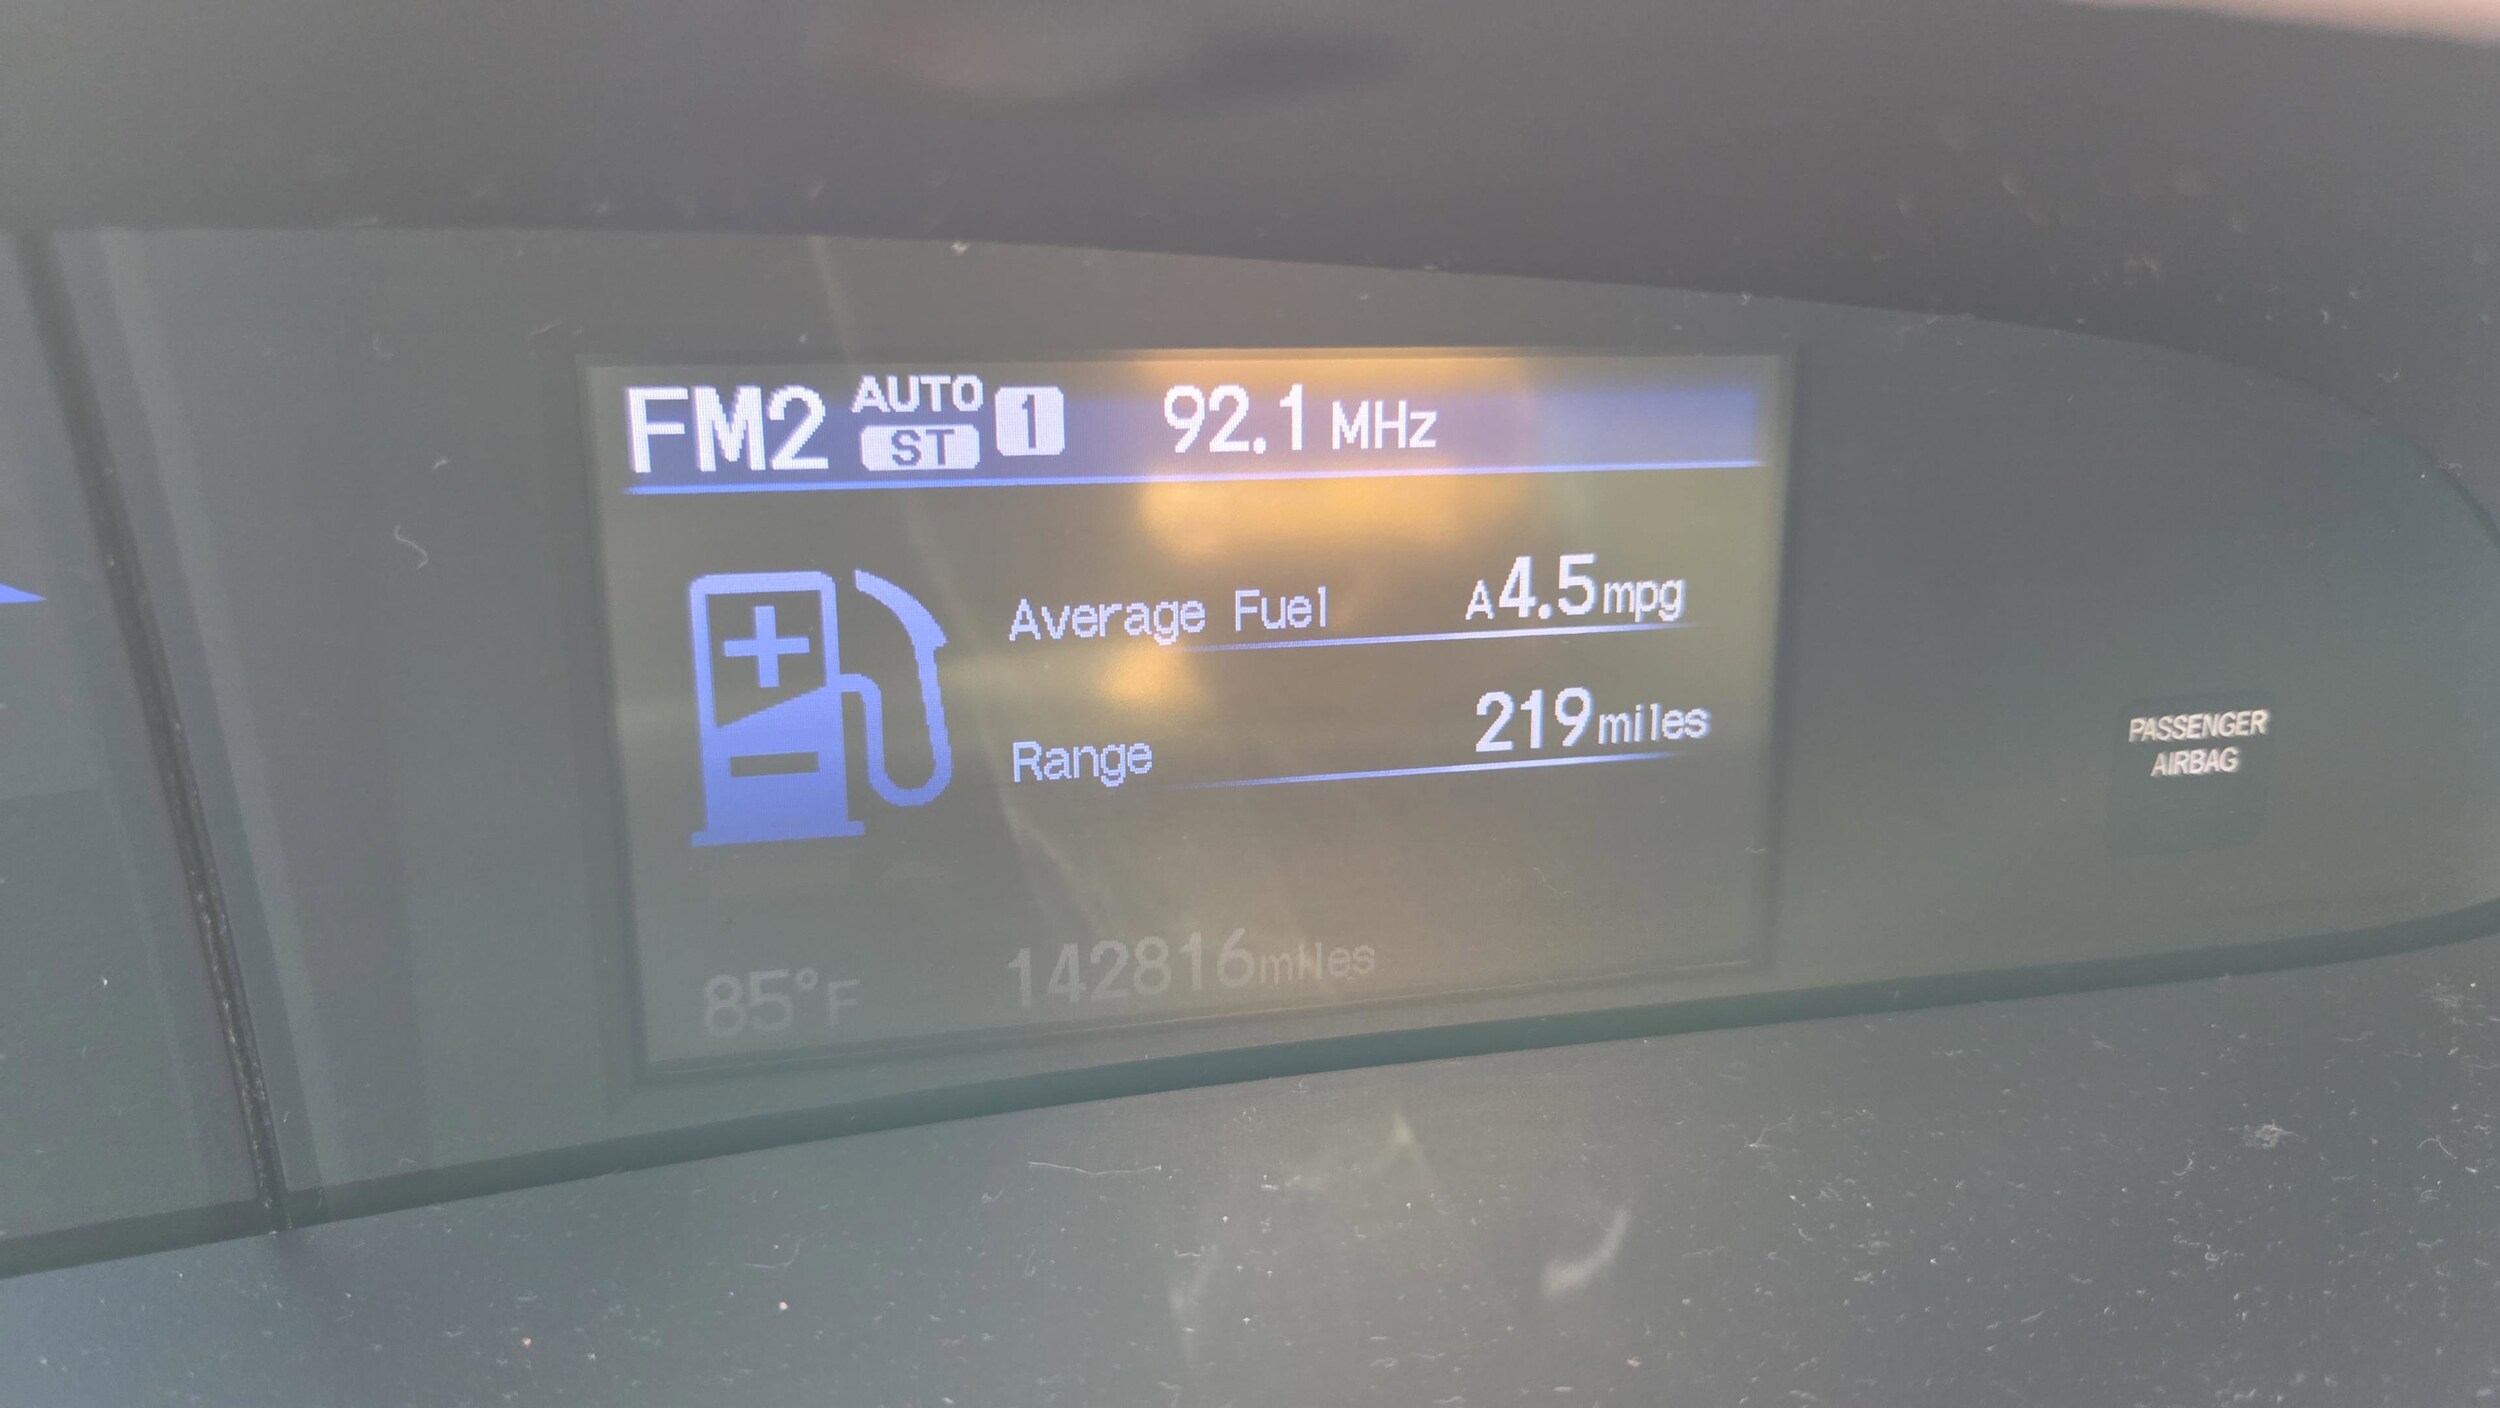 FM2 AUTO ST 1 92.1 MHz
Average Fuel A4.5mpg
Range 219miles
85°F 142816miles
PASSENGER
AIRBAG